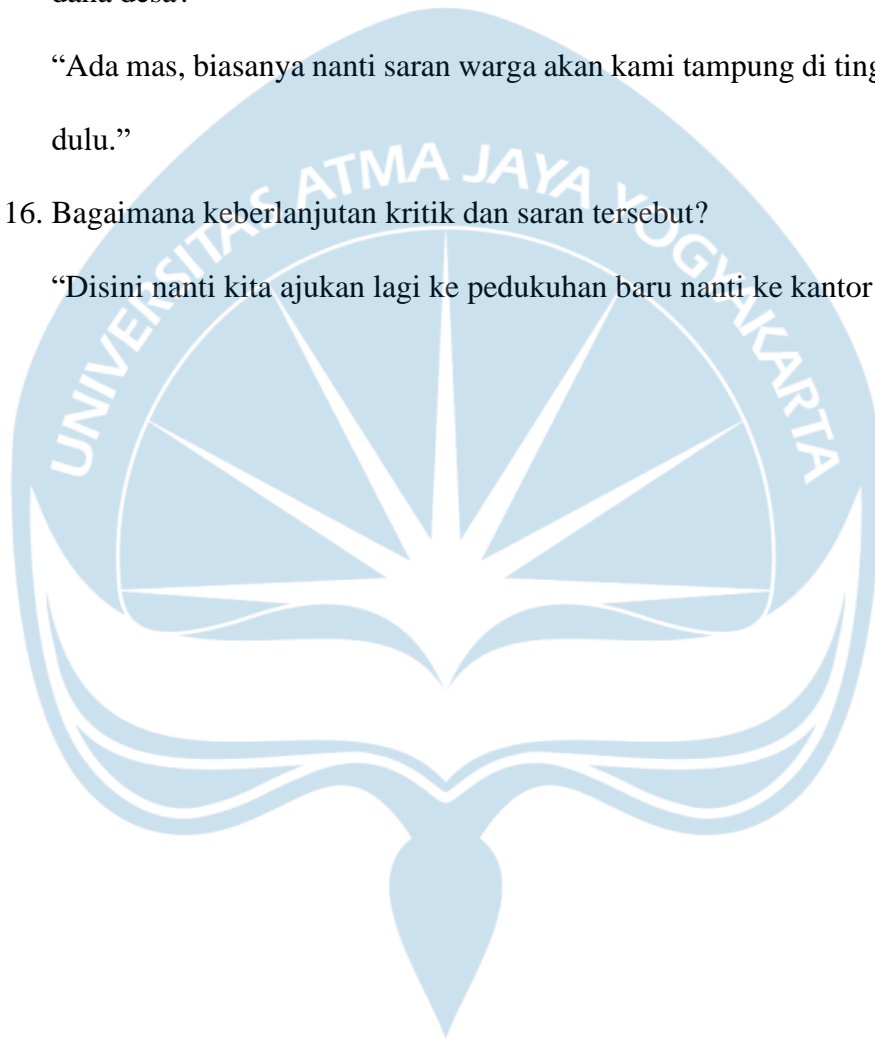 dana desa?
“Ada mas, biasanya nanti saran warga akan kami tampung di
dulu.”
16. Bagaimana keberlanjutan kritik dan saran tersebut?
“Disini nanti kita ajukan lagi ke pedukuhan baru nanti ke kantor
UNIVERSITAS ATMA JAYA YOGYAKARTA